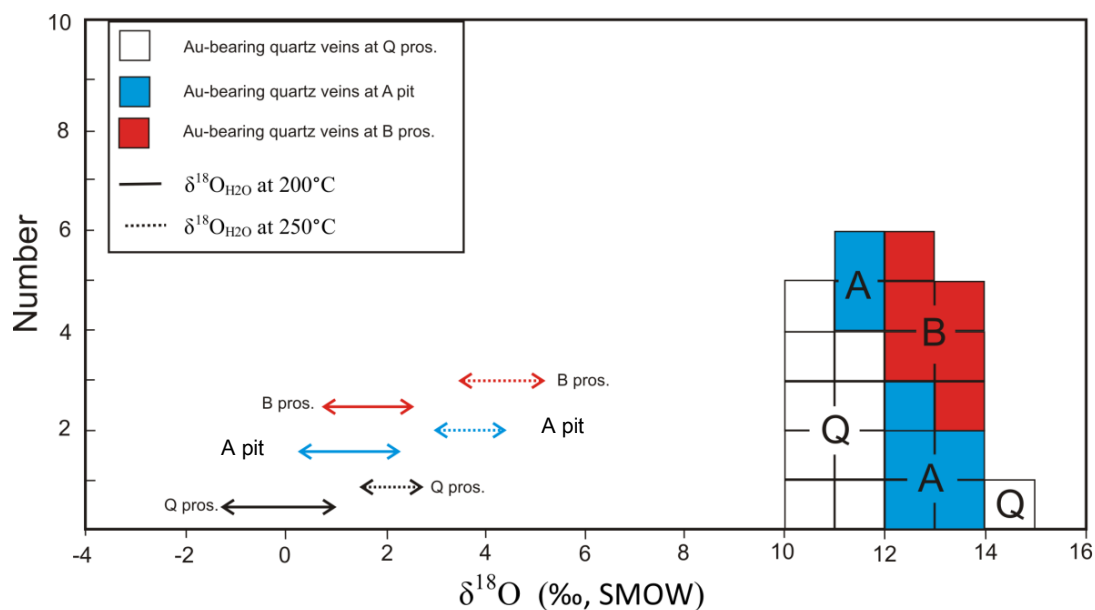 10
8
6
4
2
Number
Au-bearing quartz veins at Q pros.
Au-bearing quartz veins at A pit
Au-bearing quartz veins at B pros.
δ¹⁸O_H2O at 200°C
δ¹⁸O_H2O at 250°C
B pros.
B pros.
A pit
A pit
Q pros.
Q pros.
A
B
Q
A
Q
-4 -2 0 2 4 6 8 10 12 14 16
δ¹⁸O (‰, SMOW)